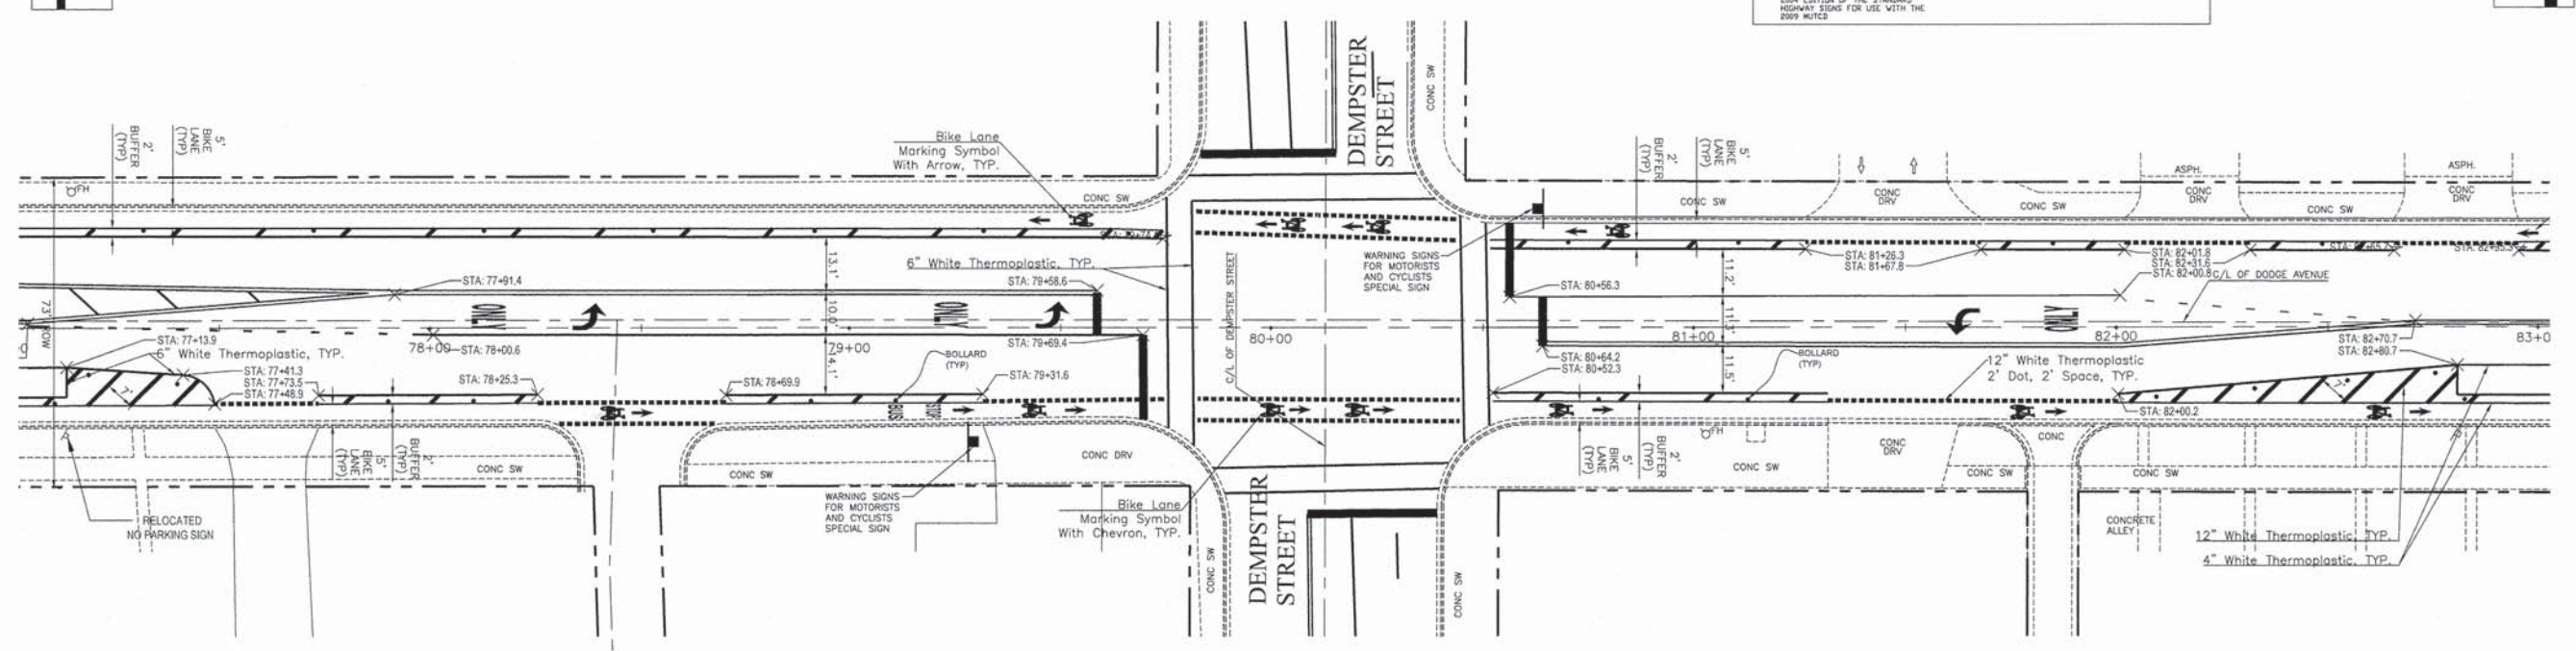 HIGHWAY SIGNS FOR USE WITH THE
2009 MUTCD
2'
BUFFER
(TYP)
5'
BIKE
LANE
(TYP)
FH
Bike Lane
Marking Symbol
With Arrow, TYP.
CONC SW
DEMPSTER
STREET
CONC SW
2'
BUFFER
(TYP)
5'
BIKE
LANE
(TYP)
CONC SW
CONC
DRV
CONC SW
ASPH.
CONC
DRV
CONC SW
ASPH.
CONC
DRV
6" White Thermoplastic, TYP.
13.1'
STA: 77+91.4
STA: 79+58.6
C/L OF DEMPSTER STREET
WARNING SIGNS
FOR MOTORISTS
AND CYCLISTS
SPECIAL SIGN
STA: 80+56.3
11.2'
STA: 81+26.3
STA: 81+67.8
STA: 82+01.8
STA: 82+31.6
STA: 82+00.8
C/L OF DODGE AVENUE
73' ROW
ONLY
10.0'
ONLY
ONLY
78+00
STA: 78+00.6
79+00
STA: 79+69.4
80+00
81+00
11.3'
82+00
83+0
STA: 77+13.9
6" White Thermoplastic, TYP.
STA: 77+41.3
STA: 77+73.5
STA: 77+48.9
7'
STA: 78+25.3
STA: 78+69.9
14.1'
BOLLARD
(TYP)
STA: 79+31.6
BUS
STOP
STA: 80+64.2
STA: 80+52.3
11.5'
BOLLARD
(TYP)
12" White Thermoplastic
2' Dot, 2' Space, TYP.
STA: 82+70.7
STA: 82+80.7
7'
STA: 82+00.2
5'
BIKE
LANE
(TYP)
2'
BUFFER
(TYP)
CONC SW
CONC SW
CONC DRV
5'
BIKE
LANE
(TYP)
2'
BUFFER
(TYP)
FH
CONC SW
CONC
DRV
CONC SW
CONC
CONC SW
RELOCATED
NO PARKING SIGN
WARNING SIGNS
FOR MOTORISTS
AND CYCLISTS
SPECIAL SIGN
Bike Lane
Marking Symbol
With Chevron, TYP.
CONC SW
DEMPSTER
STREET
CONC SW
CONCRETE
ALLEY
12" White Thermoplastic, TYP.
4" White Thermoplastic, TYP.